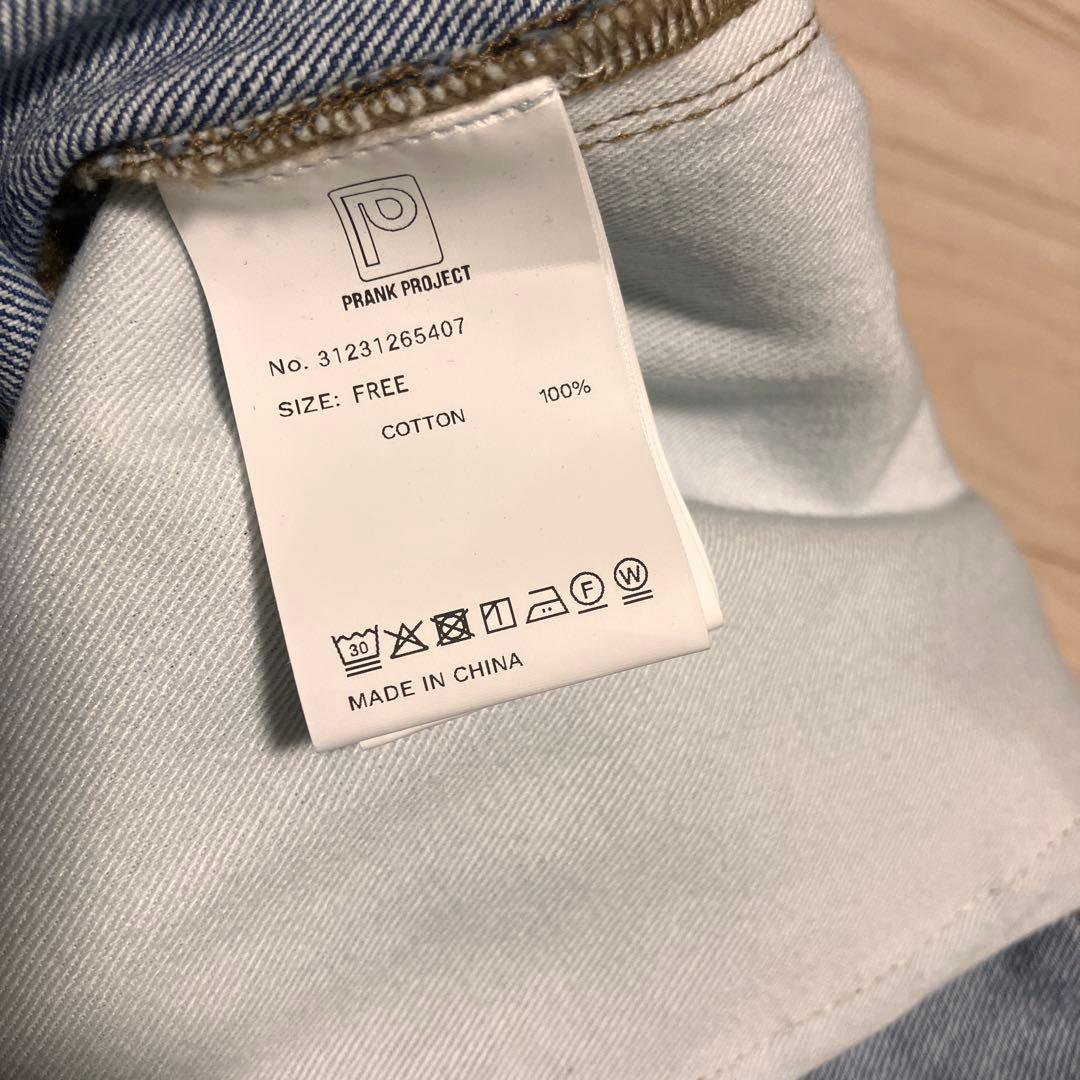 P
PRANK PROJECT
No. 31231265407
SIZE: FREE
COTTON 100%
30 F W
MADE IN CHINA